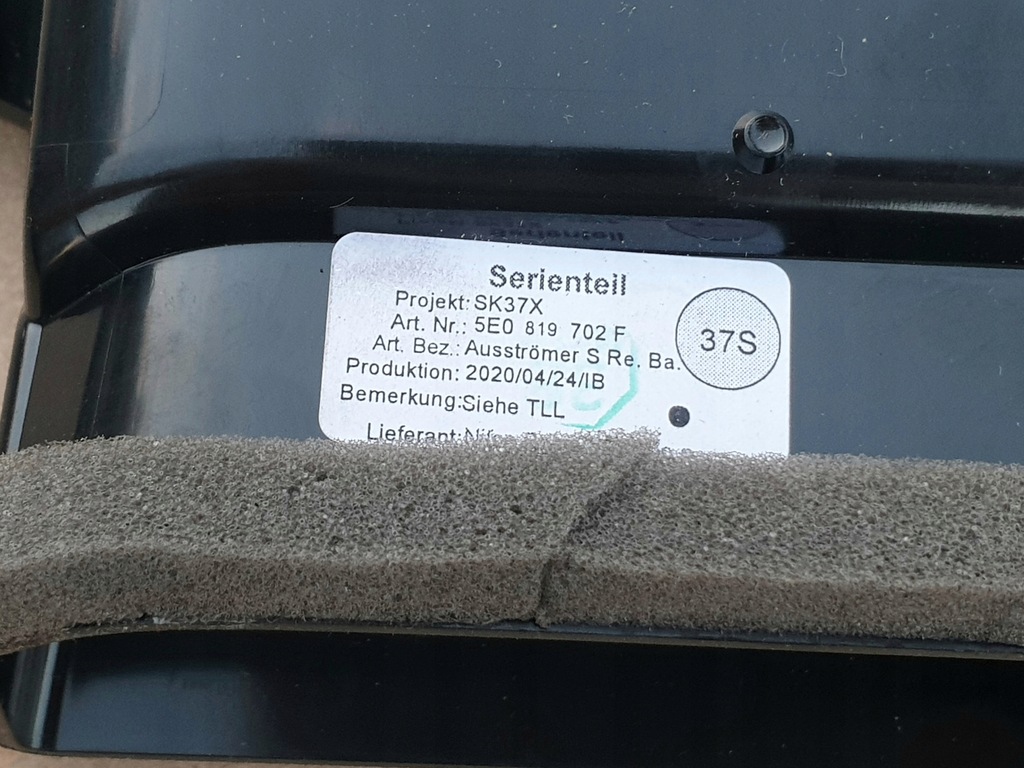 Serienteil
Projekt: SK37X
Art. Nr.: 5E0 819 702 F
37S
Art. Bez.: Ausströmer S Re. Ba.
Produktion: 2020/04/24/IB
Bemerkung:Siehe TLL
Lieferant: